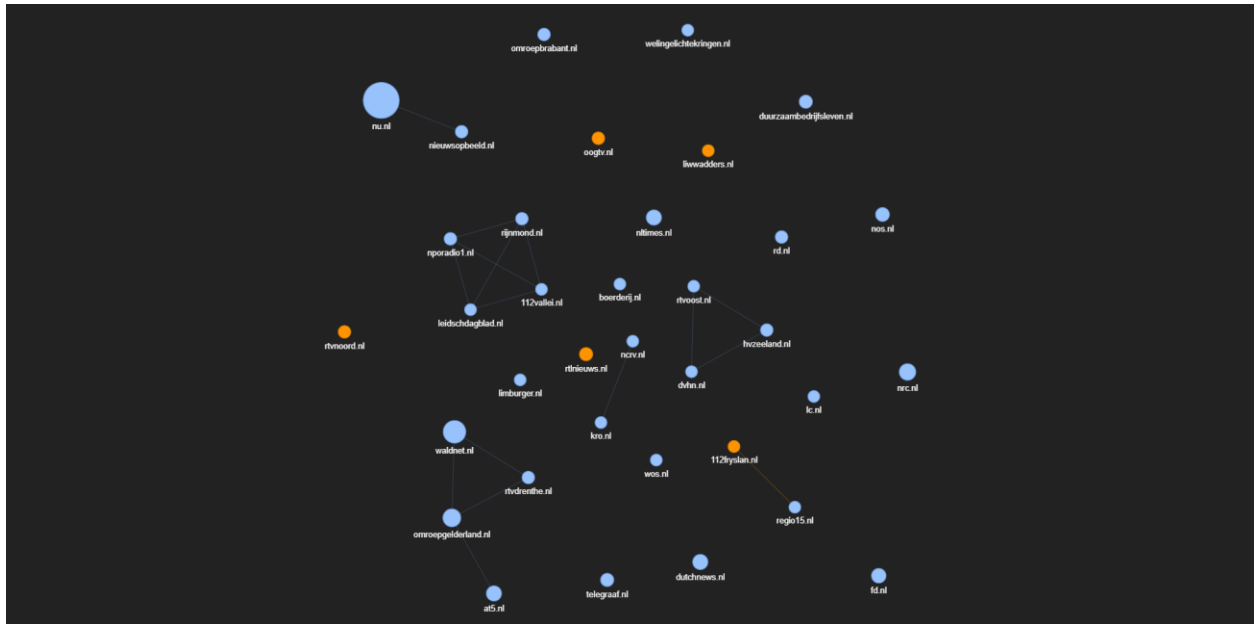 omroepbrabant.nl
welingelichtekringen.nl
nu.nl
duurzaambedrijfsleven.nl
nieuwsopbeeld.nl
oogtv.nl
liwwadders.nl
rijnmond.nl
nltimes.nl
nos.nl
nporadio1.nl
rd.nl
112vallei.nl
boerderij.nl
rtvoost.nl
leidschdagblad.nl
rtvnoord.nl
hvzeeland.nl
ncrv.nl
rtlnieuws.nl
limburger.nl
dvhn.nl
nrc.nl
lc.nl
kro.nl
waldnet.nl
112fryslan.nl
wos.nl
rtvdrenthe.nl
regio15.nl
omroepgelderland.nl
dutchnews.nl
fd.nl
telegraaf.nl
at5.nl